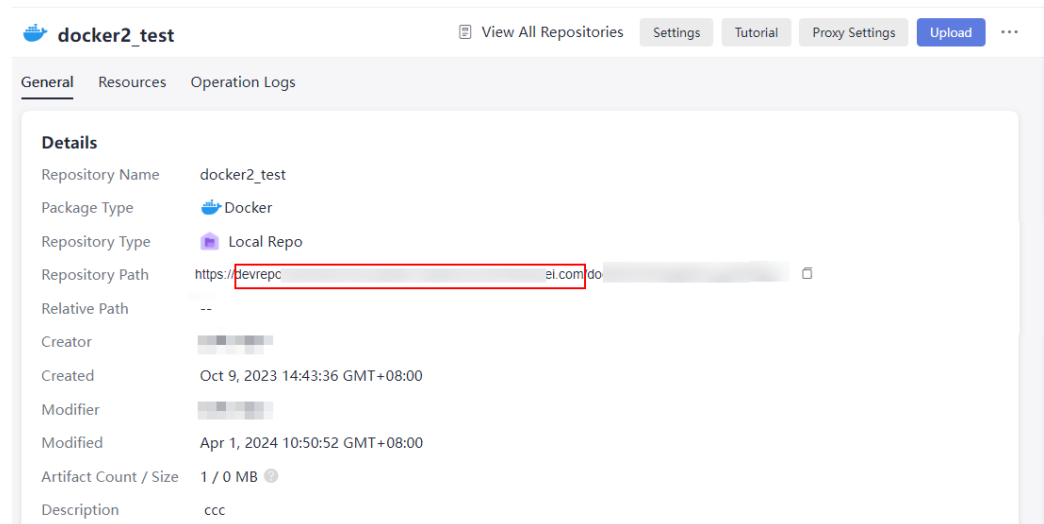 docker2_test View All Repositories Settings Tutorial Proxy Settings Upload ...
General Resources Operation Logs
Details
Repository Name docker2_test
Package Type Docker
Repository Type Local Repo
Repository Path https://devrepo ei.com/do
Relative Path --
Creator
Created Oct 9, 2023 14:43:36 GMT+08:00
Modifier
Modified Apr 1, 2024 10:50:52 GMT+08:00
Artifact Count / Size 1 / 0 MB ?
Description ccc